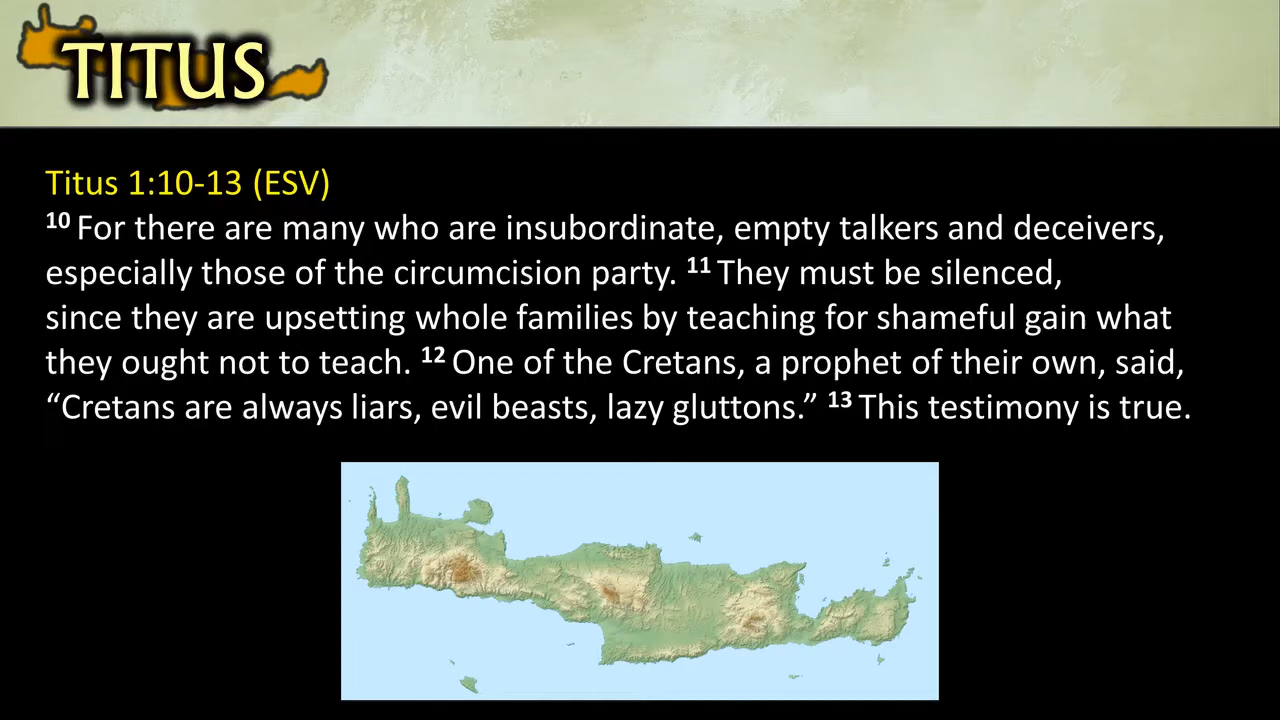 TITUS
Titus 1:10-13 (ESV)
10 For there are many who are insubordinate, empty talkers and deceivers,
especially those of the circumcision party. 11 They must be silenced,
since they are upsetting whole families by teaching for shameful gain what
they ought not to teach. 12 One of the Cretans, a prophet of their own, said,
“Cretans are always liars, evil beasts, lazy gluttons.” 13 This testimony is true.